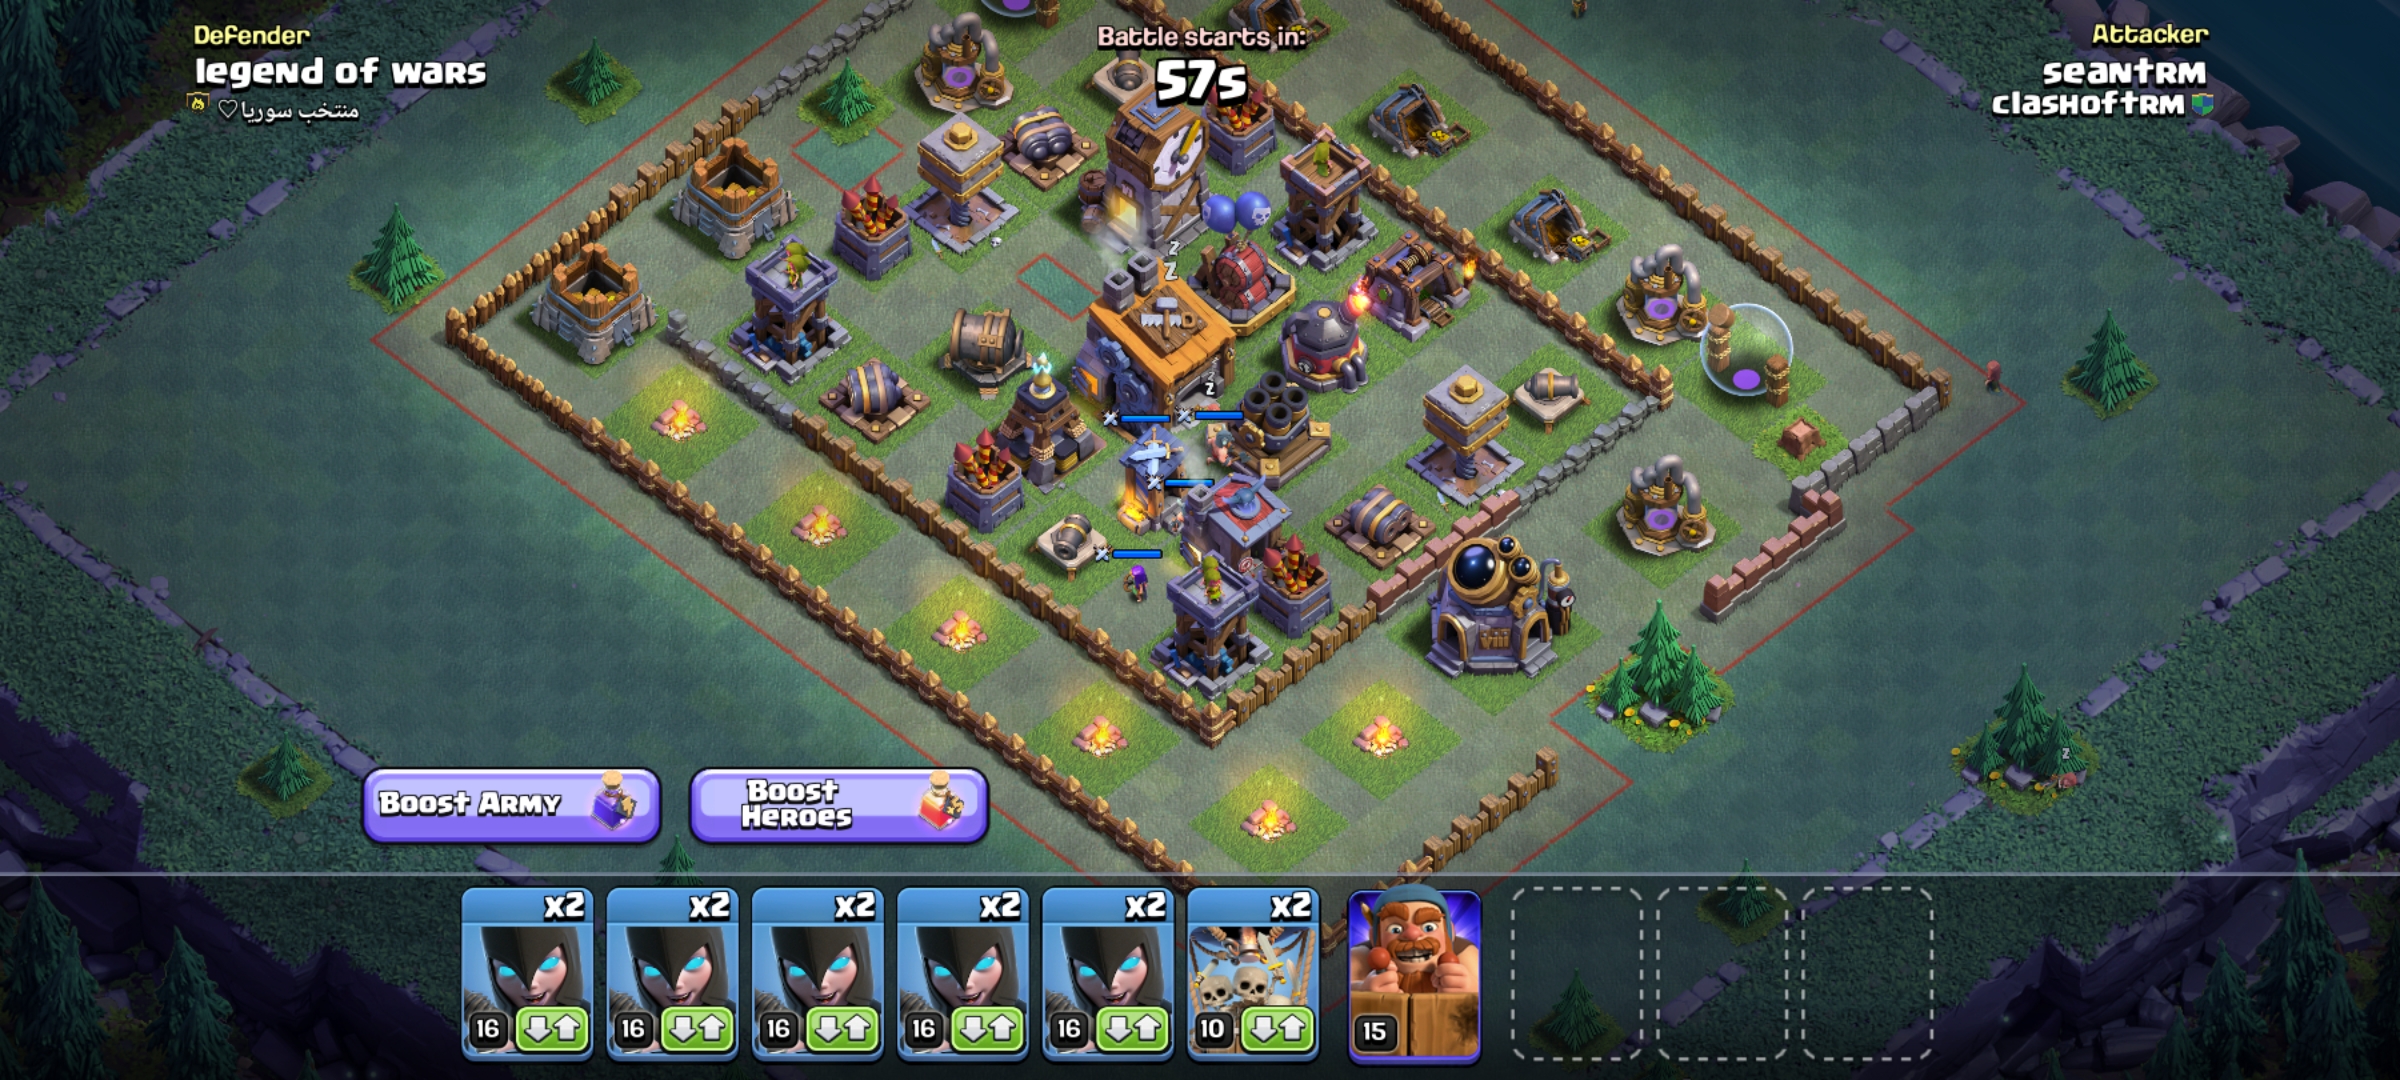 Defender
legend of wars
منتخب سوريا♡
Battle starts in:
57s
Attacker
seantRM
clashoftRM
z
Z
z
z
VIII
z
Boost Army
Boost
Heroes
x2
x2
x2
x2
x2
x2
16
16
16
16
16
10
15